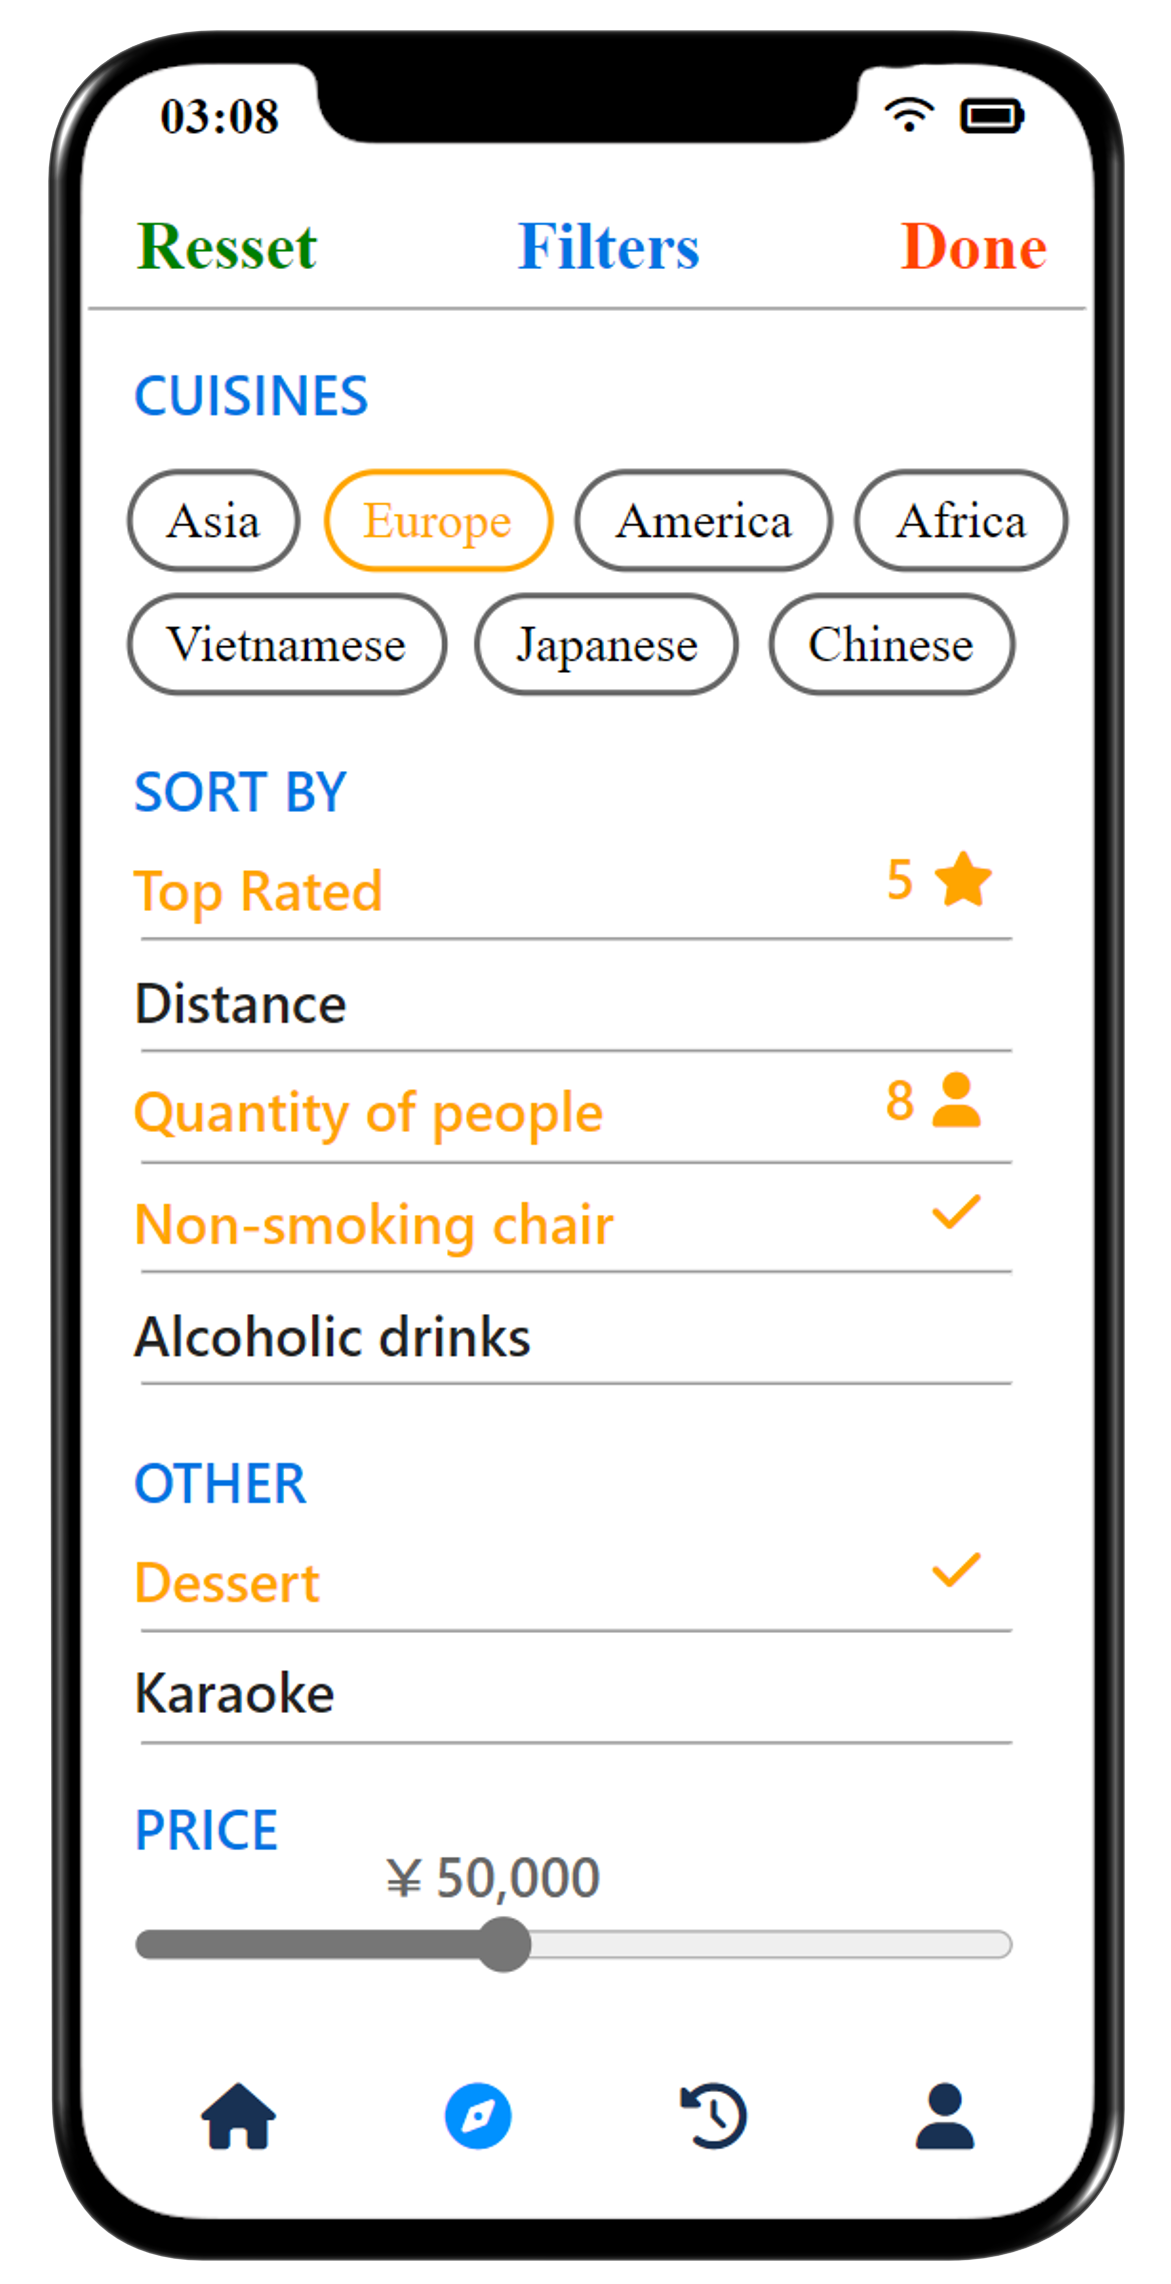 03:08
Resset Filters Done
CUISINES
Asia Europe America Africa
Vietnamese Japanese Chinese
SORT BY
Top Rated 5
Distance
Quantity of people 8
Non-smoking chair
Alcoholic drinks
OTHER
Dessert
Karaoke
PRICE
¥ 50,000